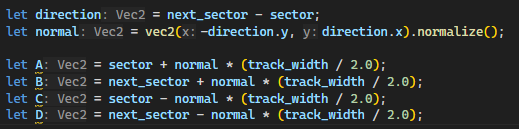 let direction: Vec2 = next_sector - sector;
let normal: Vec2 = vec2(x: -direction.y, y: direction.x).normalize();
let A: Vec2 = sector + normal * (track_width / 2.0);
let B: Vec2 = next_sector + normal * (track_width / 2.0);
let C: Vec2 = sector - normal * (track_width / 2.0);
let D: Vec2 = next_sector - normal * (track_width / 2.0);